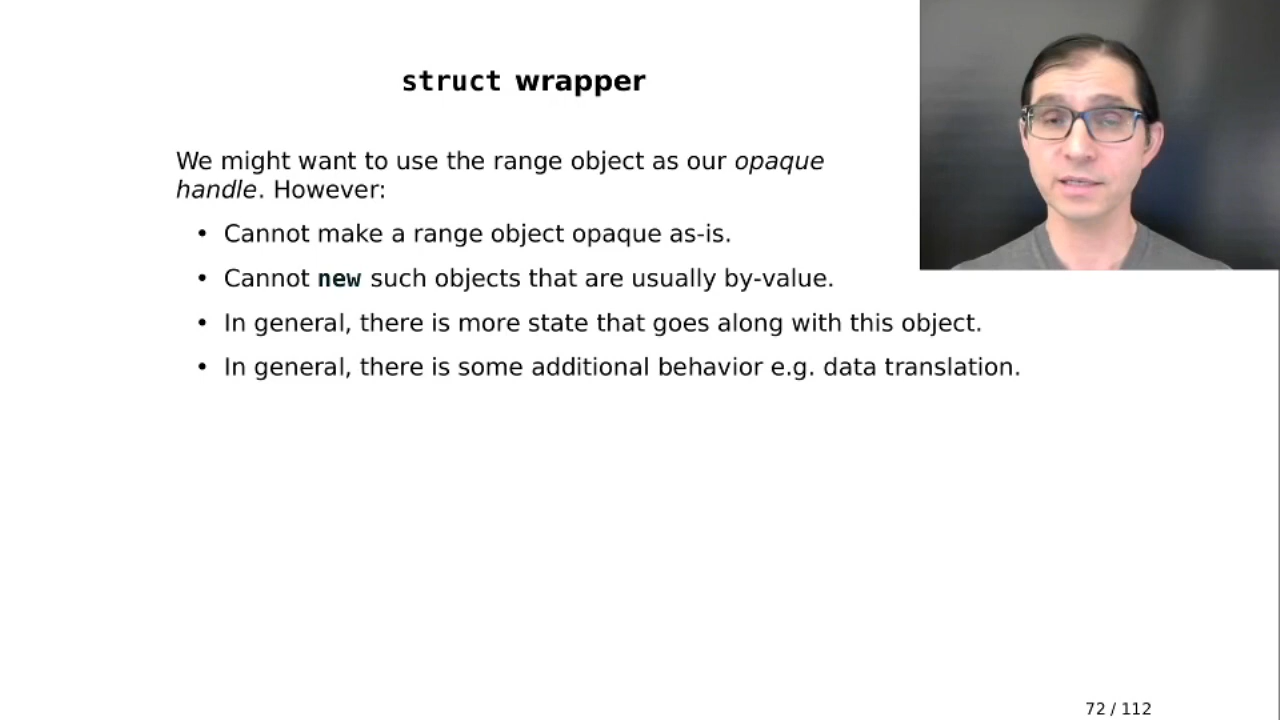 struct wrapper
We might want to use the range object as our opaque
handle. However:
• Cannot make a range object opaque as-is.
• Cannot new such objects that are usually by-value.
• In general, there is more state that goes along with this object.
• In general, there is some additional behavior e.g. data translation.
72 / 112